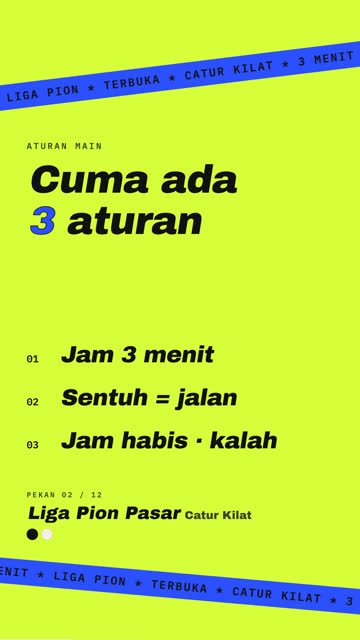 LIGA PION * TERBUKA * CATUR KILAT * 3 MENIT
ATURAN MAIN
Cuma ada
3 aturan
01 Jam 3 menit
02 Sentuh = jalan
03 Jam habis · kalah
PEKAN 02 / 12
Liga Pion Pasar Catur Kilat
ENIT * LIGA PION * TERBUKA * CATUR KILAT * 3